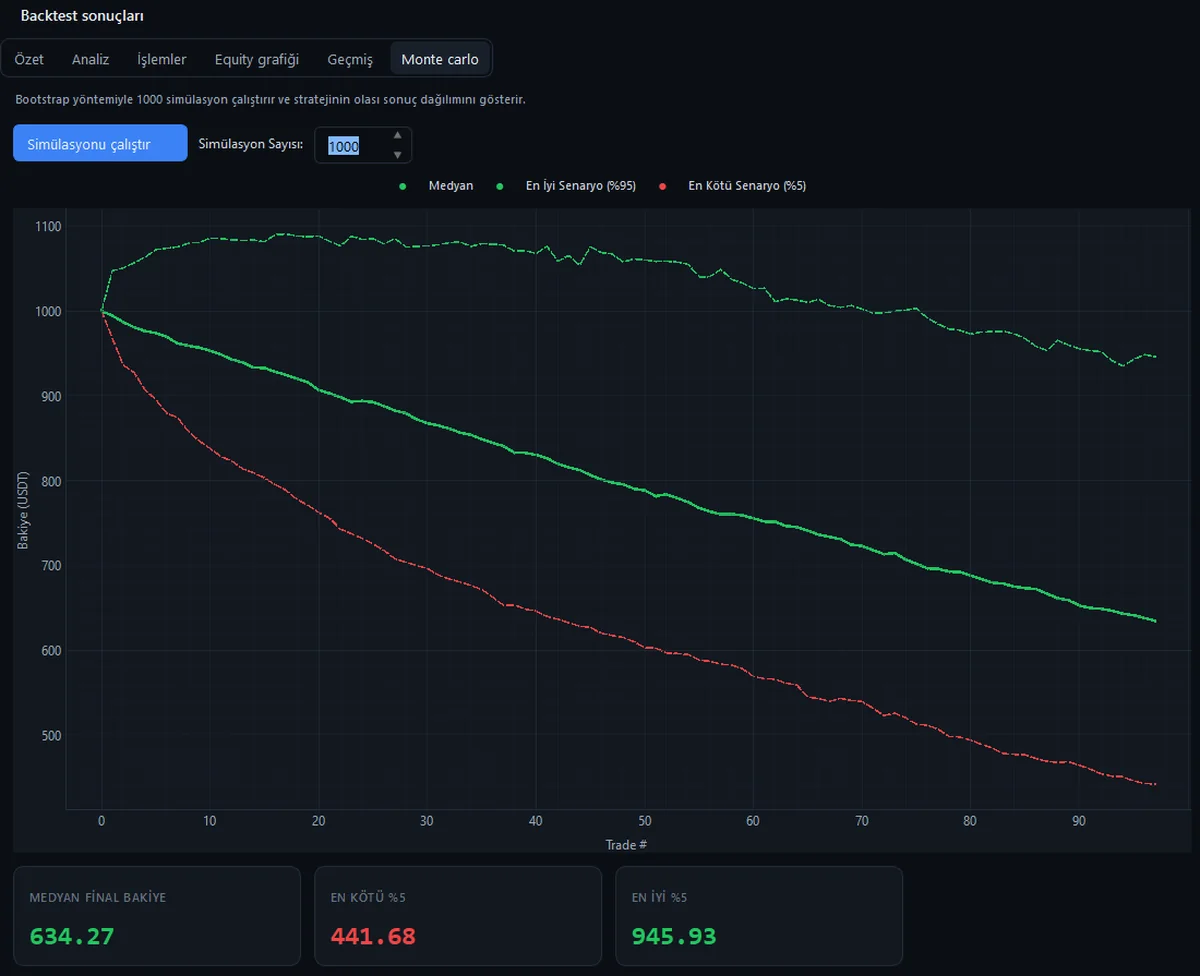 Backtest sonuçları
Özet Analiz İşlemler Equity grafiği Geçmiş Monte carlo
Bootstrap yöntemiyle 1000 simülasyon çalıştırır ve stratejinin olası sonuç dağılımını gösterir.
Simülasyonu çalıştır Simülasyon Sayısı: 1000
Medyan En İyi Senaryo (%95) En Kötü Senaryo (%5)
1100
1000
900
800
700
600
500
Bakiye (USDT)
0 10 20 30 40 50 60 70 80 90
Trade #
MEDYAN FİNAL BAKİYE EN KÖTÜ %5 EN İYİ %5
634.27 441.68 945.93